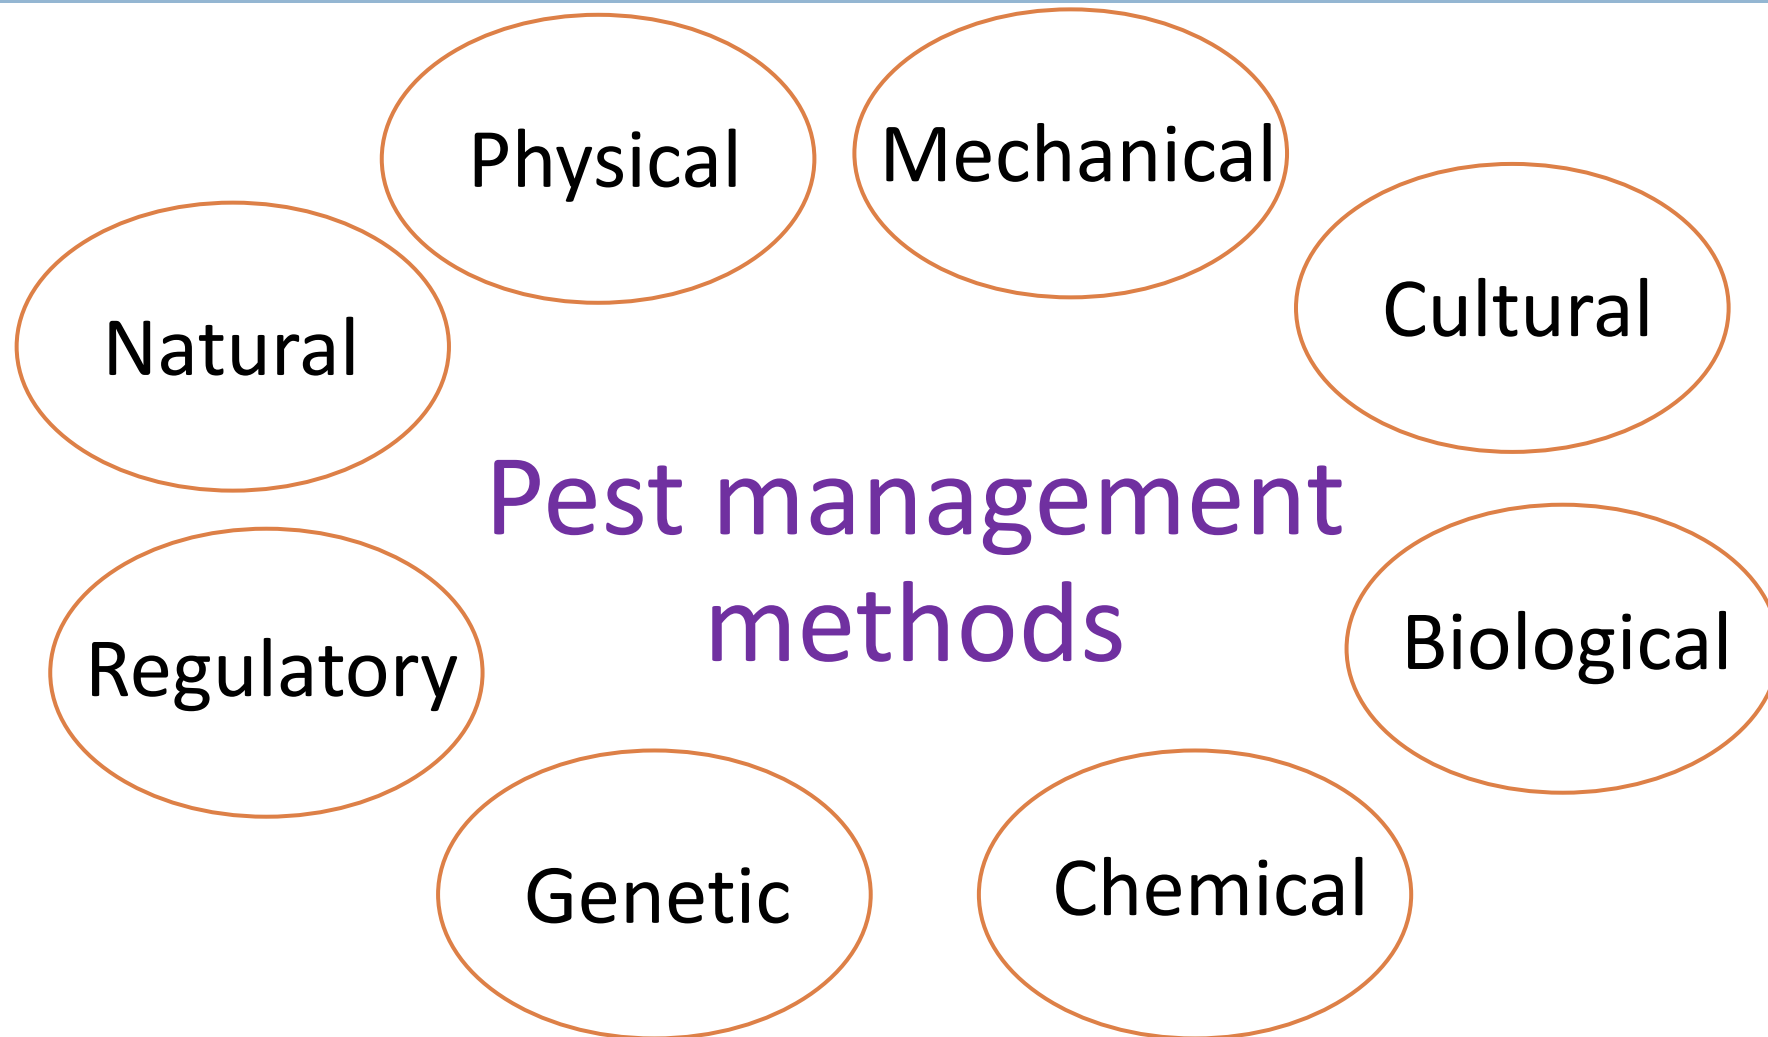 Physical
Mechanical
Natural
Cultural
Pest management
methods
Regulatory
Biological
Genetic
Chemical